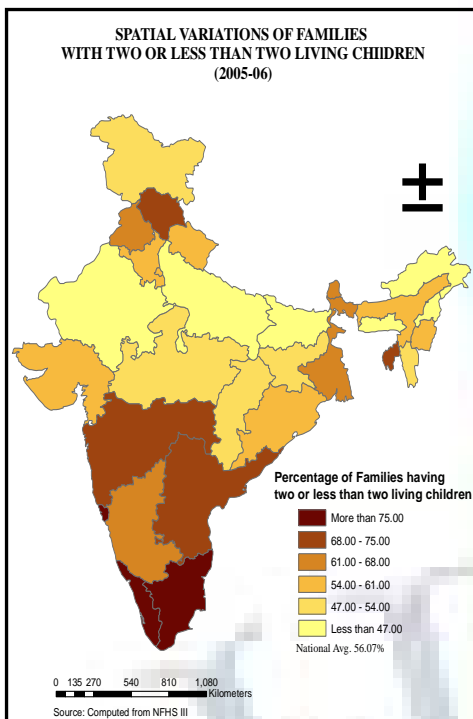 SPATIAL VARIATIONS OF FAMILIES
WITH TWO OR LESS THAN TWO LIVING CHIIDREN
(2005-06)
Percentage of Families having
two or less than two living children
More than 75.00
68.00 - 75.00
61.00 - 68.00
54.00 - 61.00
47.00 - 54.00
Less than 47.00
National Avg. 56.07%
0 135 270 540 810 1,080
Kilometers
Source: Computed from NFHS III